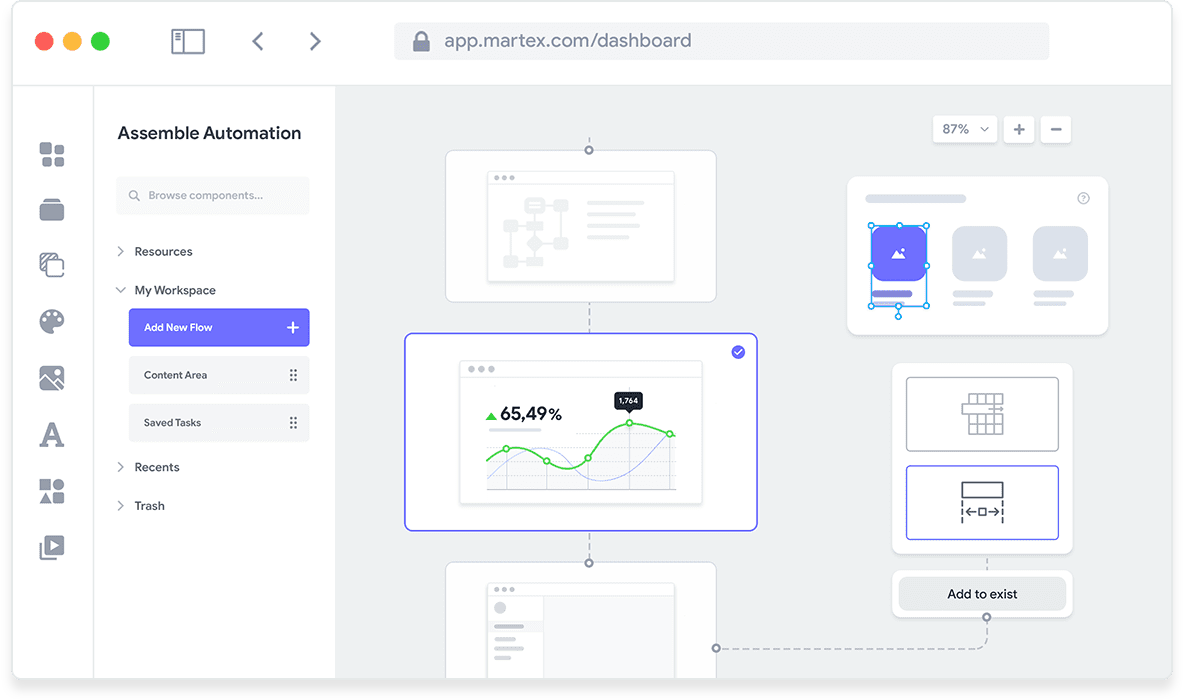 app.martex.com/dashboard
Assemble Automation
Browse components...
Resources
My Workspace
Add New Flow
Content Area
Saved Tasks
Recents
Trash
87%
65,49%
1,764
Add to exist